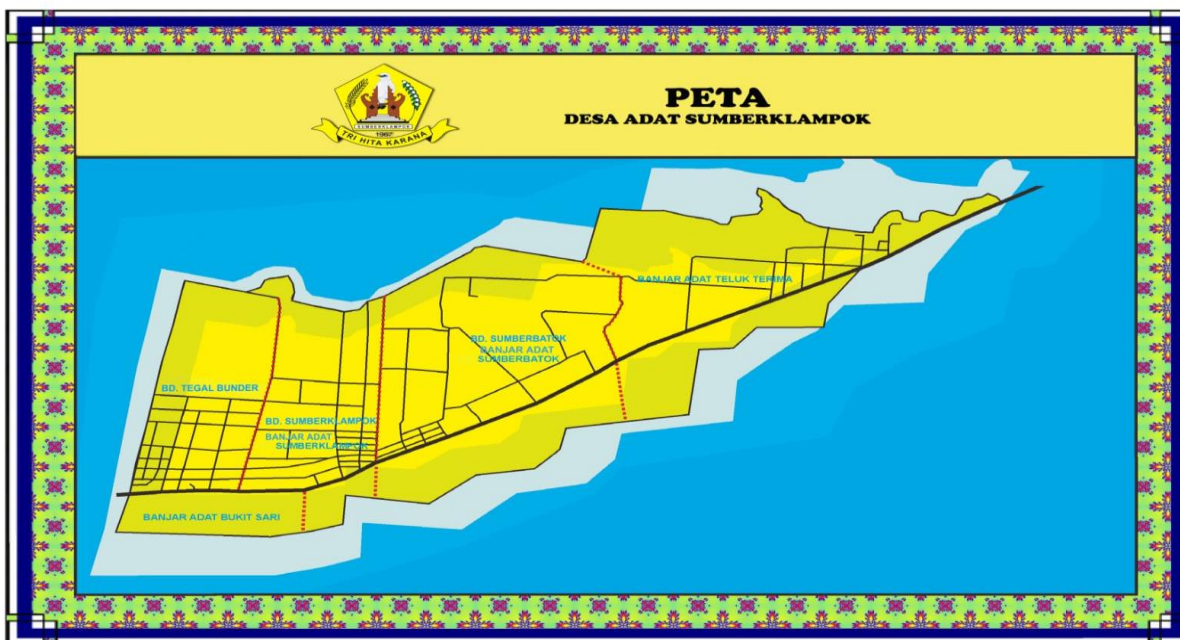 PETA
DESA ADAT SUMBERKLAMPOK
SUMBERKLAMPOK
1967
TRI HITA KARANA
BANJAR ADAT TELUK TERIMA
BD. SUMBERBATOK
BANJAR ADAT
SUMBERBATOK
BD. TEGAL BUNDER
BD. SUMBERKLAMPOK
BANJAR ADAT
SUMBERKLAMPOK
BANJAR ADAT BUKIT SARI